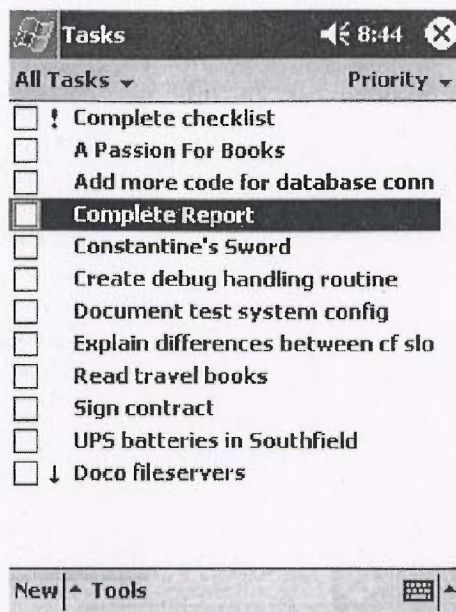 Tasks 8:44
All Tasks Priority
! Complete checklist
A Passion For Books
Add more code for database conn
Complete Report
Constantine's Sword
Create debug handling routine
Document test system config
Explain differences between cf slo
Read travel books
Sign contract
UPS batteries in Southfield
↓ Doco fileservers
New Tools